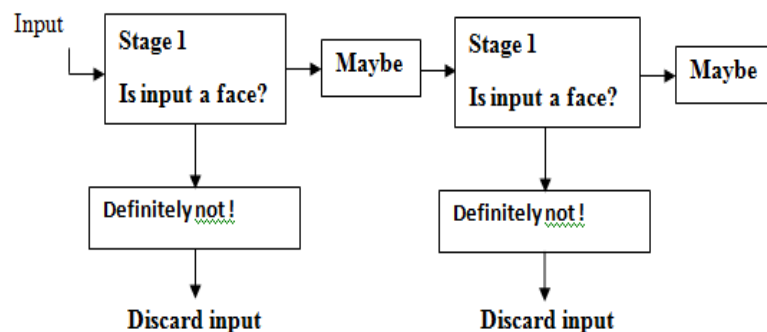 Input
Stage 1
Is input a face?
Maybe
Stage 1
Is input a face?
Maybe
Definitely not !
Definitely not !
Discard input
Discard input